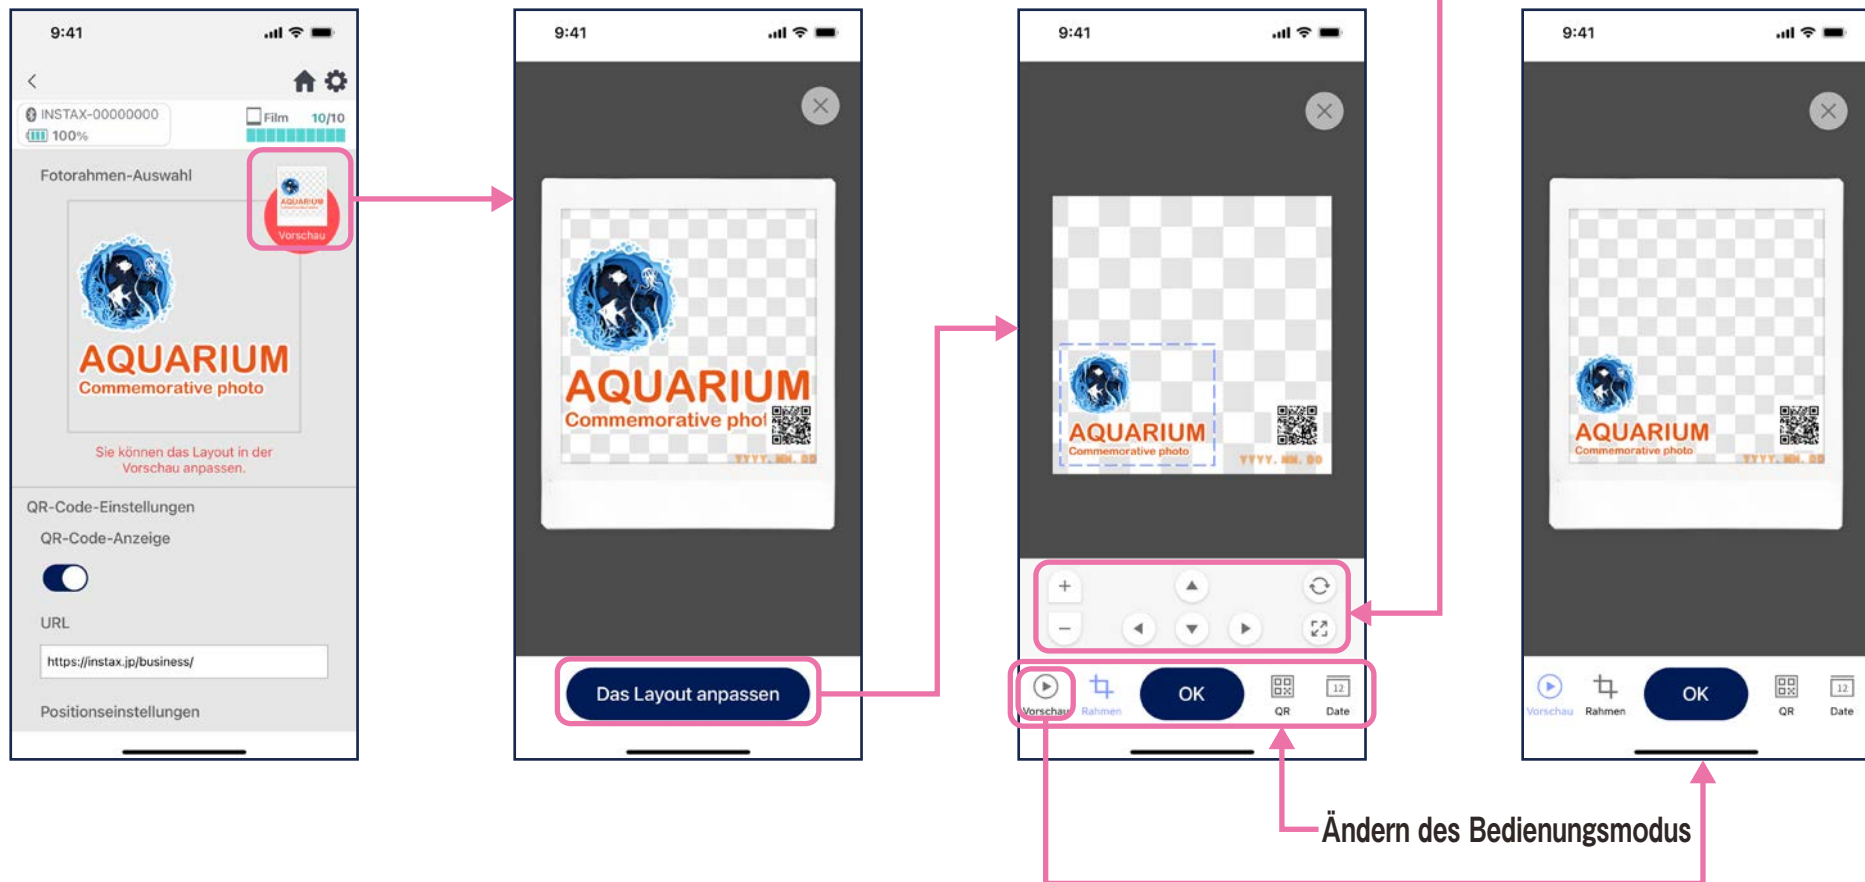 9:41
INSTAX-00000000
100%
Film 10/10
Fotorahmen-Auswahl
AQUARIUM
Vorschau
AQUARIUM
Commemorative photo
Sie können das Layout in der
Vorschau anpassen.
QR-Code-Einstellungen
QR-Code-Anzeige
URL
https://instax.jp/business/
Positionseinstellungen
9:41
AQUARIUM
Commemorative phot
YYYY.MM.DD
Das Layout anpassen
9:41
AQUARIUM
Commemorative photo
YYYY.MM.DD
Vorschau
Rahmen
OK
QR
12
Date
9:41
AQUARIUM
Commemorative photo
YYYY.MM.DD
Vorschau
Rahmen
OK
QR
12
Date
Ändern des Bedienungsmodus